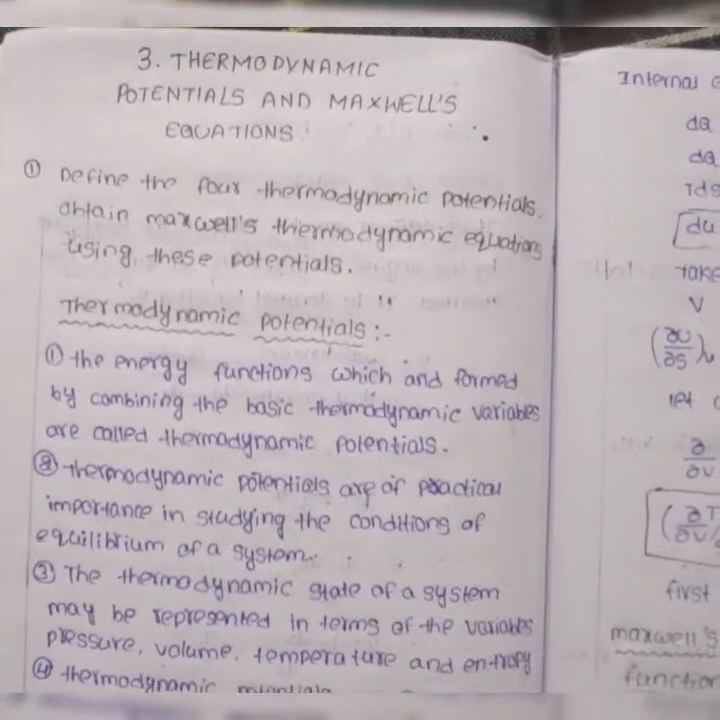 3. THERMODYNAMIC
POTENTIALS AND MAXWELL'S
EQUATIONS
① Define the four thermodynamic potentials.
obtain maxwell's thermodynamic equations
using these potentials.
Thermodynamic potentials :-
① the energy functions which and formed
by combining the basic thermodynamic variables
are called thermodynamic potentials.
② thermodynamic potentials are of practical
importance in studying the conditions of
equilibrium of a system.
③ The thermodynamic state of a system
may be represented in terms of the variables
pressure, volume, temperature and entropy
④ thermodynamic
Internal
dQ
dQ
Tds
du
take
V
(∂U/∂S)
let
∂/∂V
(∂T/∂V)
first
maxwell's
function